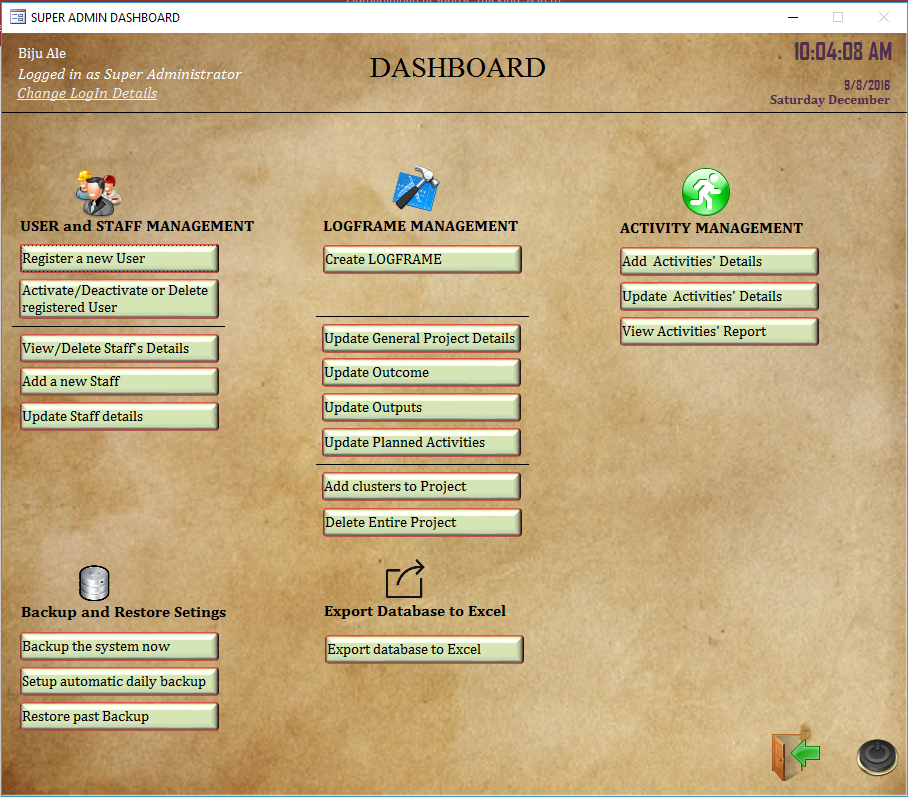 SUPER ADMIN DASHBOARD
Biju Ale
Logged in as Super Administrator
Change LogIn Details
DASHBOARD
10:04:08 AM
9/8/2016
Saturday December
USER and STAFF MANAGEMENT
Register a new User
Activate/Deactivate or Delete
registered User
View/Delete Staff's Details
Add a new Staff
Update Staff details
LOGFRAME MANAGEMENT
Create LOGFRAME
Update General Project Details
Update Outcome
Update Outputs
Update Planned Activities
Add clusters to Project
Delete Entire Project
ACTIVITY MANAGEMENT
Add  Activities' Details
Update  Activities' Details
View Activities' Report
Backup and Restore Setings
Backup the system now
Setup automatic daily backup
Restore past Backup
Export Database to Excel
Export database to Excel